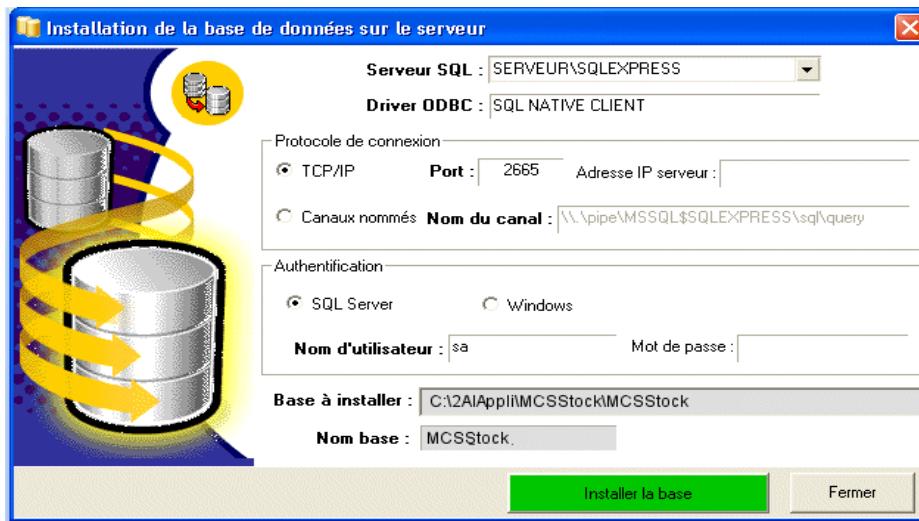 Installation de la base de données sur le serveur
Serveur SQL : SERVEUR\SQLEXPRESS
Driver ODBC : SQL NATIVE CLIENT
Protocole de connexion
TCP/IP Port : 2665 Adresse IP serveur :
Canaux nommés Nom du canal : \\.\pipe\MSSQL$SQLEXPRESS\sql\query
Authentification
SQL Server Windows
Nom d'utilisateur : sa Mot de passe :
Base à installer : C:\2AIAppli\MCSStock\MCSStock
Nom base : MCSStock
Installer la base Fermer